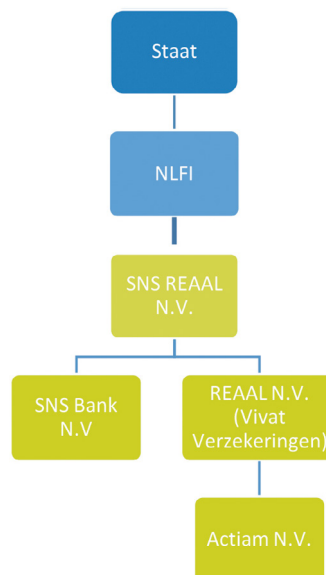 Staat
NLFI
SNS REAAL
N.V.
SNS Bank
N.V
REAAL N.V.
(Vivat
Verzekeringen)
Actiam N.V.